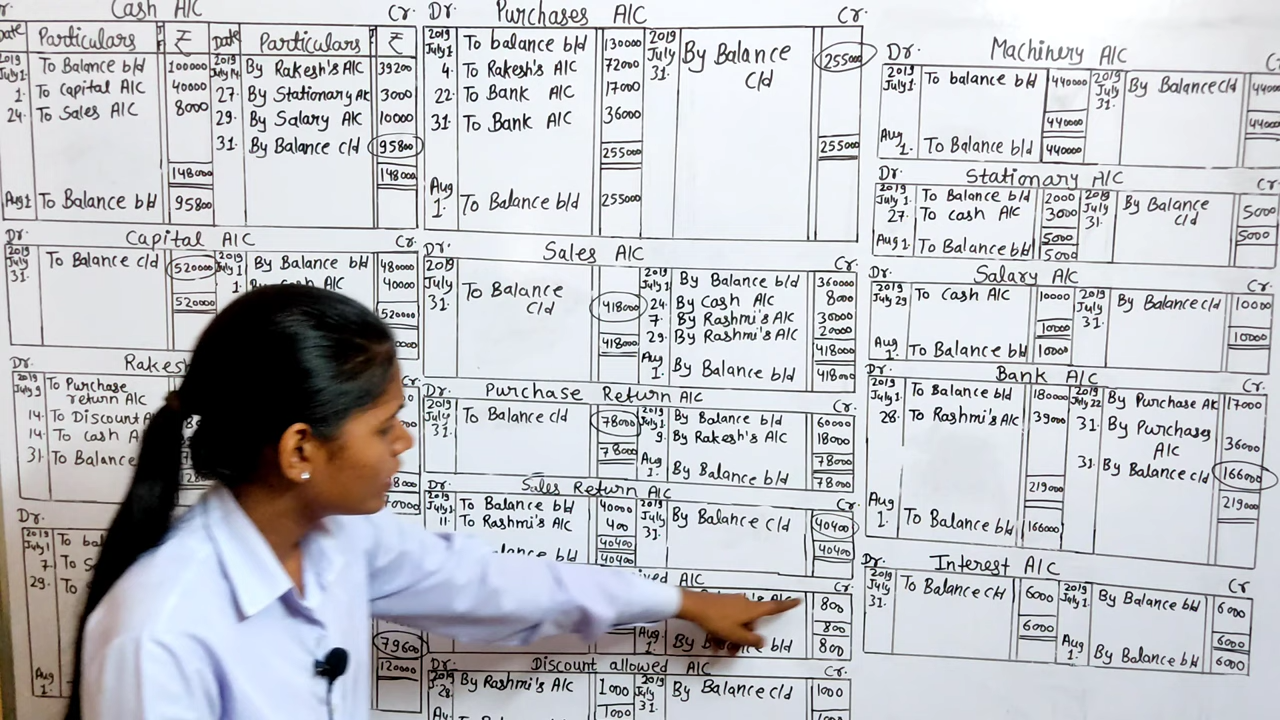 Cash A/C Cr.
Date Particulars ₹ Date Particulars ₹
2019 July 1. To Balance b/d 100000 2019 July 14. By Rakesh's A/C 39200
1. To Capital A/C 40000 27. By Stationary A/C 3000
24. To Sales A/C 8000 29. By Salary A/C 10000
31. By Balance c/d 95800
148000 148000
Aug 1 To Balance b/d 95800
Dr. Capital A/C Cr.
2019 July 31. To Balance c/d 520000 2019 July 1 By Balance b/d 480000
1. 40000
520000 520000
Dr. Rakes
2019 July 9 To Purchase
return A/C
14. To Discount A
14. To cash A
31. To Balance
Dr.
2019 July 1 To bal
7. To S
29. To
79600
120000
Aug 1.
Dr. Purchases A/C Cr.
2019 July 1. To balance b/d 130000 2019 July 31. By Balance c/d 255000
4. To Rakesh's A/C 72000
22. To Bank A/C 17000
31. To Bank A/C 36000
255000 255000
Aug 1. To Balance b/d 255000
Dr. Sales A/C Cr.
2019 July 31. To Balance c/d 418000 2019 July 1 By Balance b/d 360000
24. By Cash A/C 8000
7. By Rashmi's A/C 30000
29. By Rashmi's A/C 20000
418000 418000
Aug 1. By Balance b/d 418000
Dr. Purchase Return A/C Cr.
2019 July 31. To Balance c/d 78000 2019 July 1. By Balance b/d 60000
9. By Rakesh's A/C 18000
78000 78000
Aug 1. By Balance b/d 78000
Dr. Sales Return A/C Cr.
2019 July 1 To Balance b/d 40000 2019 July 31. By Balance c/d 40400
11. To Rashmi's A/C 400
40400 40400
b/d 40400
A/C Cr.
800
800
Aug 1. b/d 800
Dr. Discount allowed A/C Cr.
2019 July 28. By Rashmi's A/C 1000 2019 July 31. By Balance c/d 1000
1000
Dr. Machinery A/C
2019 July 1. To balance b/d 440000 2019 July 31. By Balance c/d 44000
440000 44000
Aug 1. To Balance b/d 440000
Stationary A/C Cr
2019 July 1. To Balance b/d 2000 2019 July 31. By Balance c/d 5000
27. To cash A/C 3000
5000 5000
Aug 1. To Balance b/d 5000
Dr. Salary A/C Cr
2019 July 29 To Cash A/C 10000 2019 July 31. By Balance c/d 10000
10000 10000
Aug 1. To Balance b/d 10000
Dr. Bank A/C Cr.
2019 July 1. To Balance b/d 180000 2019 July 22 By Purchase A/C 17000
28. To Rashmi's A/C 39000 31. By Purchases A/C 36000
31. By Balance c/d 166000
219000 219000
Aug 1. To Balance b/d 166000
Dr. Interest A/C Cr
2019 July 31. To Balance c/d 6000 2019 July 1. By Balance b/d 6000
6000 6000
Aug 1. By Balance b/d 6000